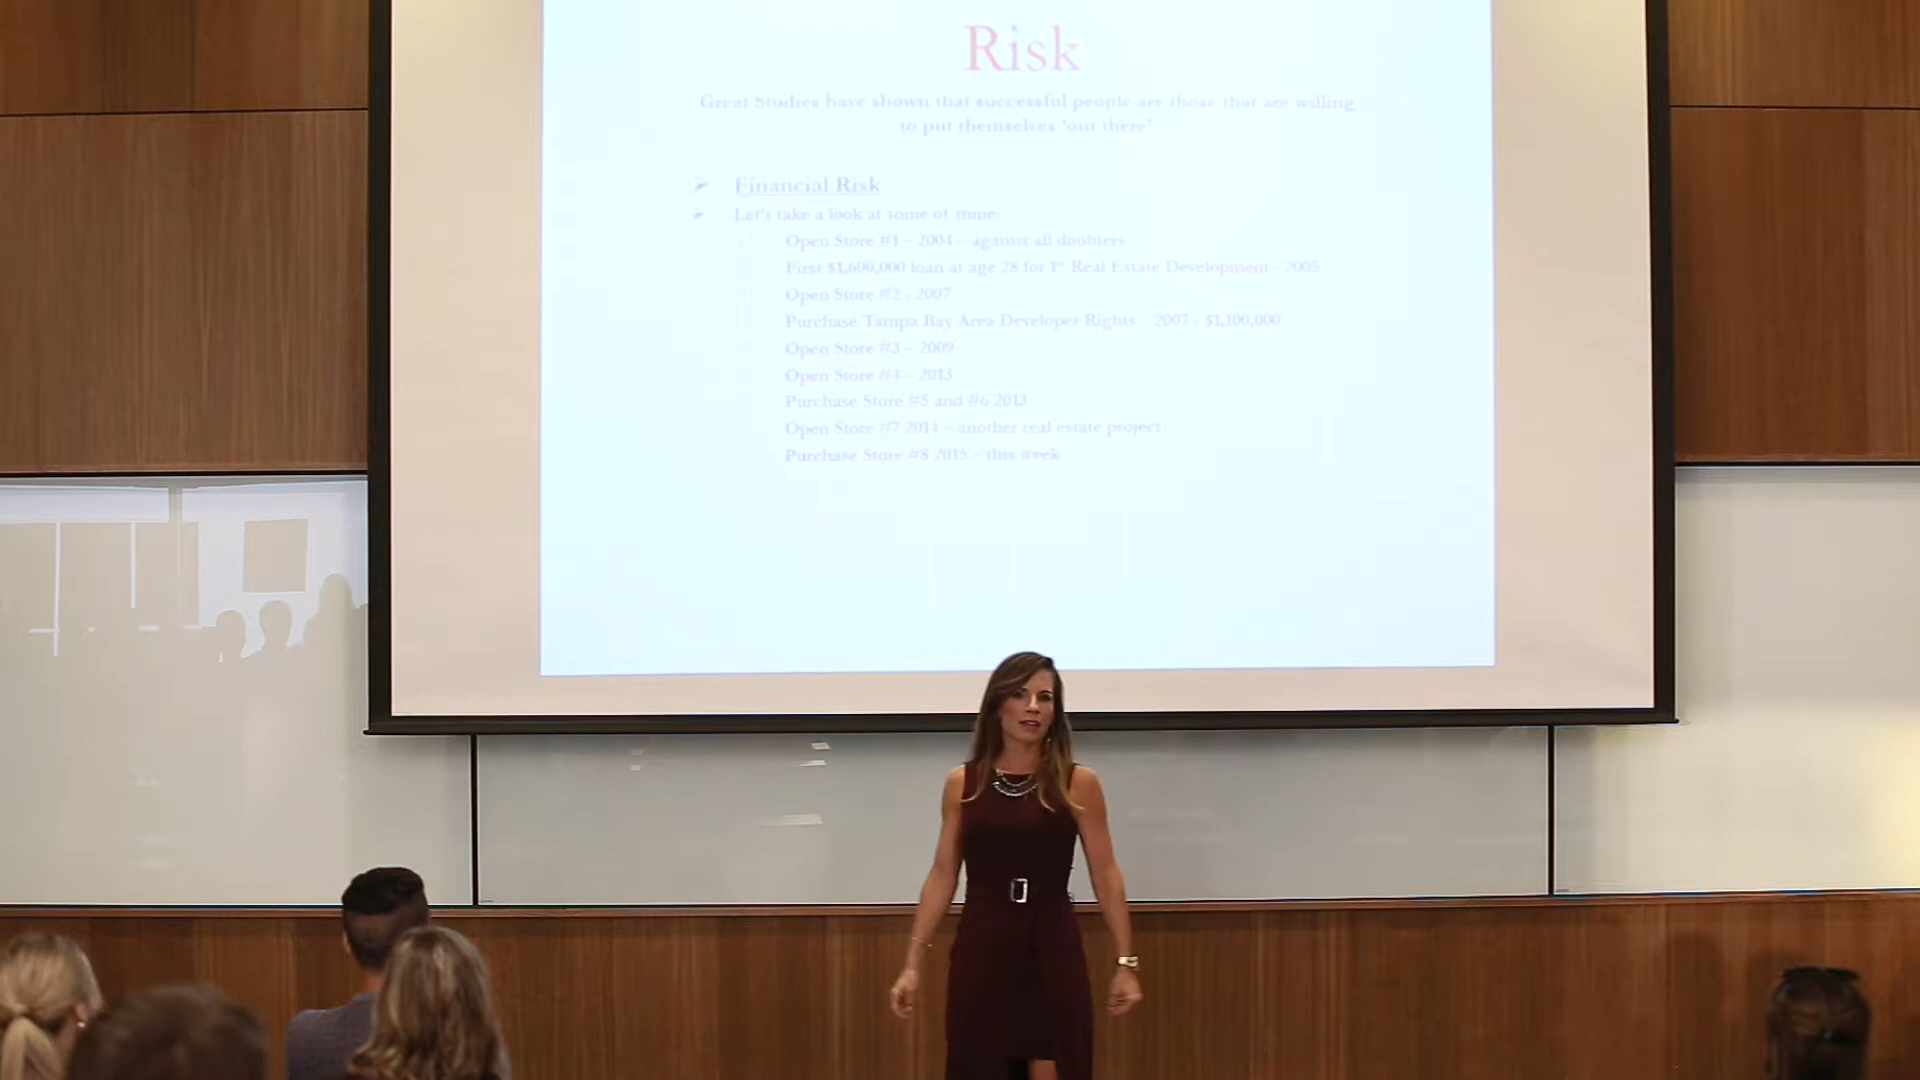 Risk
Great Studies have shown that successful people are those that are willing
to put themselves 'out there'
Financial Risk
Let's take a look at some of mine:
Open Store #1 – 2004 – against all doubters
First $1,600,000 loan at age 28 for 1st Real Estate Development - 2005
Open Store #2 - 2007
Purchase Tampa Bay Area Developer Rights - 2007 - $1,100,000
Open Store #3 – 2009
Open Store #4 – 2013
Purchase Store #5 and #6 2013
Open Store #7 2014 – another real estate project
Purchase Store #8 2015 – this week